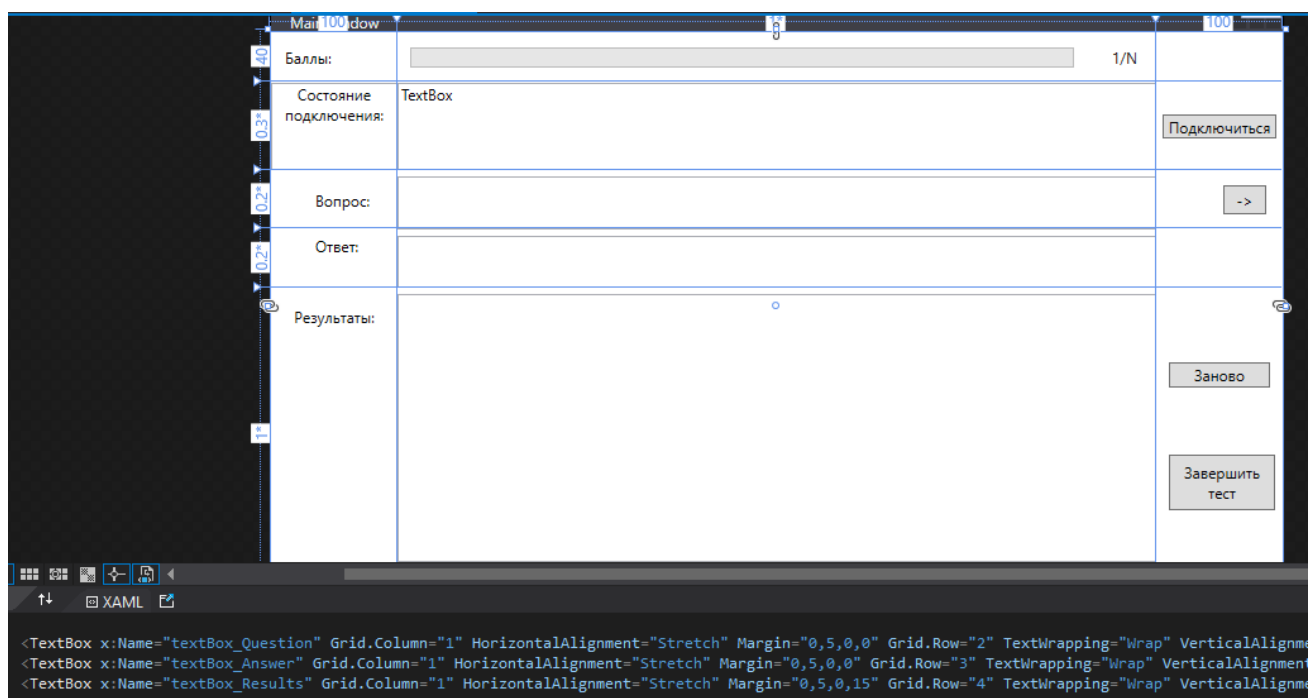 MainWindow 100 1* 100
40 Баллы: 1/N
Состояние TextBox
подключения:
0.3* Подключиться
0.2* Вопрос: ->
0.2* Ответ:
Результаты:
Заново
1*
Завершить
тест
XAML
<TextBox x:Name="textBox_Question" Grid.Column="1" HorizontalAlignment="Stretch" Margin="0,5,0,0" Grid.Row="2" TextWrapping="Wrap" VerticalAlignme
<TextBox x:Name="textBox_Answer" Grid.Column="1" HorizontalAlignment="Stretch" Margin="0,5,0,0" Grid.Row="3" TextWrapping="Wrap" VerticalAlignment
<TextBox x:Name="textBox_Results" Grid.Column="1" HorizontalAlignment="Stretch" Margin="0,5,0,15" Grid.Row="4" TextWrapping="Wrap" VerticalAlignme